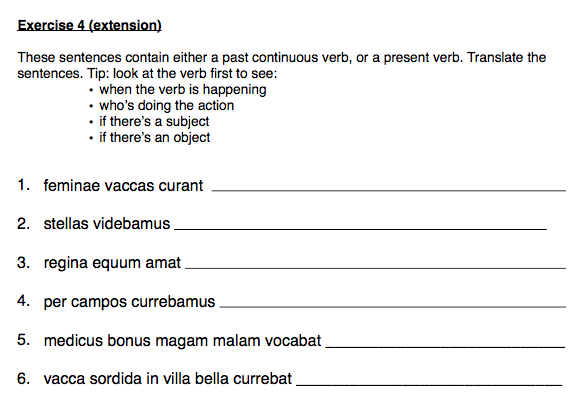 Exercise 4 (extension)
These sentences contain either a past continuous verb, or a present verb. Translate the
sentences. Tip: look at the verb first to see:
• when the verb is happening
• who's doing the action
• if there's a subject
• if there's an object
1. feminae vaccas curant
2. stellas videbamus
3. regina equum amat
4. per campos currebamus
5. medicus bonus magam malam vocabat
6. vacca sordida in villa bella currebat